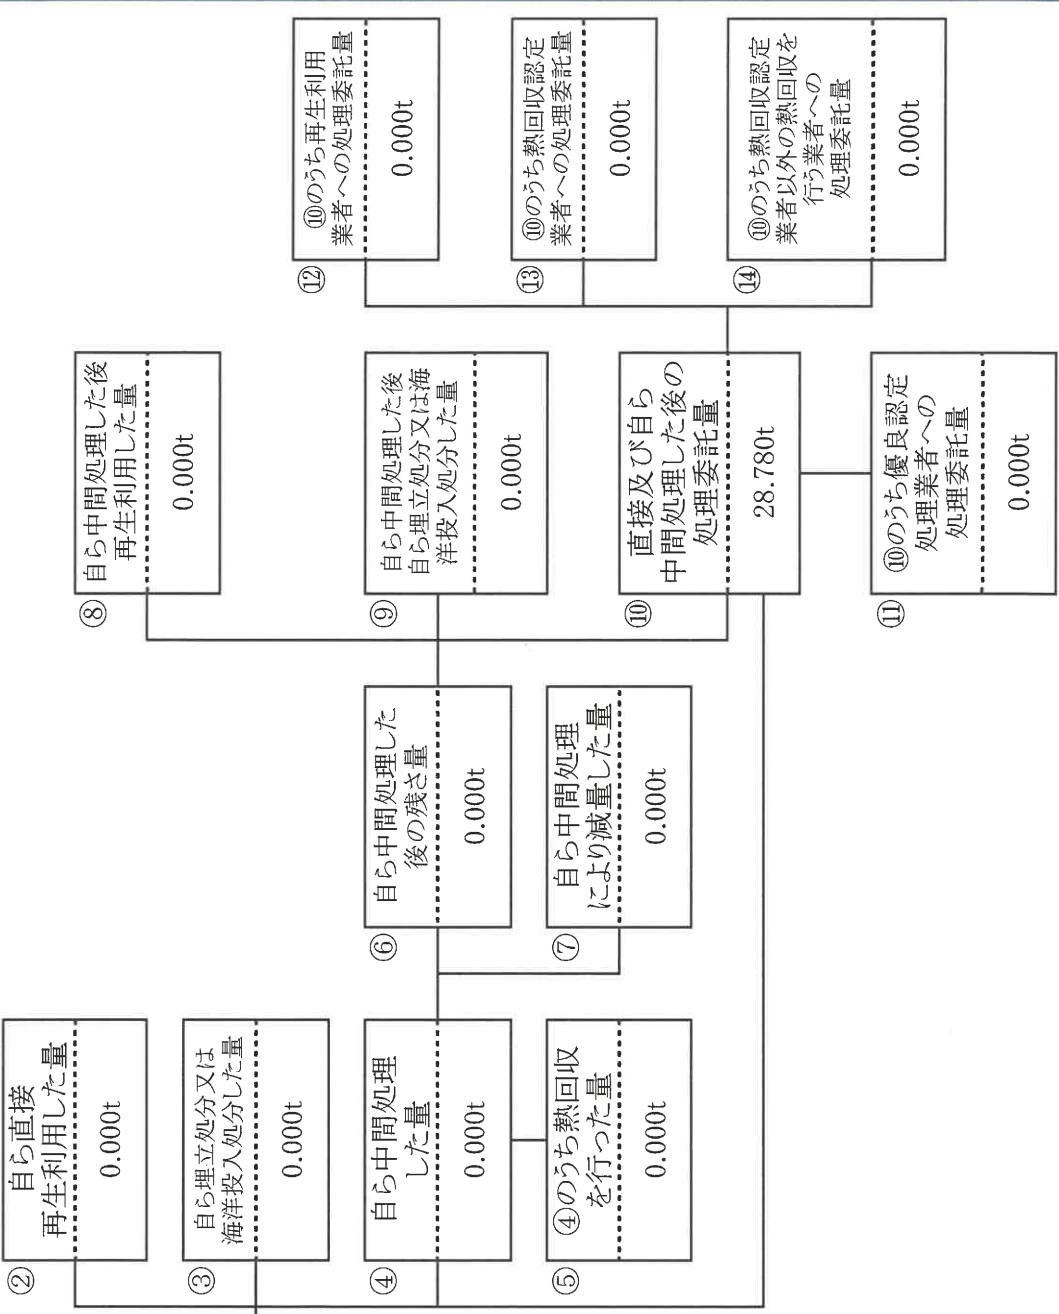 ②
自ら直接
再生利用した量
0.000t
③
自ら埋立処分又は
海洋投入処分した量
0.000t
④
自ら中間処理
した量
0.000t
⑤
④のうち熱回収
を行った量
0.000t
⑥
自ら中間処理した
後の残さ量
0.000t
⑦
自ら中間処理
により減量した量
0.000t
⑧
自ら中間処理した後
再生利用した量
0.000t
⑨
自ら中間処理した後
自ら埋立処分又は海
洋投入処分した量
0.000t
⑩
直接及び自ら
中間処理した後の
処理委託量
28.780t
⑪
⑩のうち優良認定
処理業者への
処理委託量
0.000t
⑫
⑩のうち再生利用
業者への処理委託量
0.000t
⑬
⑩のうち熱回収認定
業者への処理委託量
0.000t
⑭
⑩のうち熱回収認定
業者以外の熱回収を
行う業者への
処理委託量
0.000t